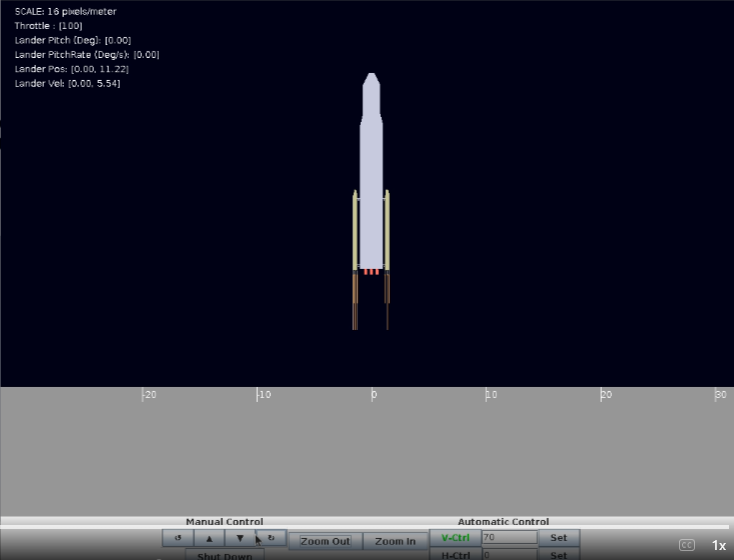 SCALE: 16 pixels/meter
Throttle : [100]
Lander Pitch (Deg): [0.00]
Lander PitchRate (Deg/s): [0.00]
Lander Pos: [0.00, 11.22]
Lander Vel: [0.00, 5.54]
-20 -10 0 10 20 30
Manual Control Automatic Control
↺ ▲ ▼ ↻ Zoom Out Zoom In V-Ctrl 70 Set
Shut Down H-Ctrl 0 Set
CC 1x